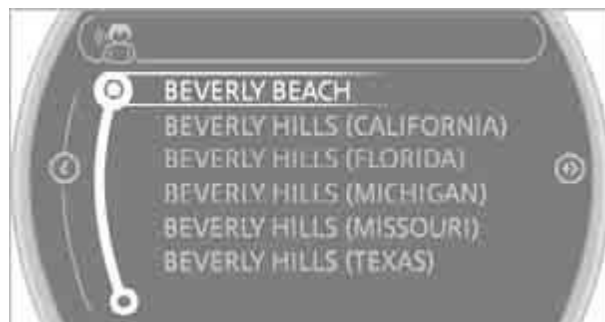 BEVERLY BEACH
BEVERLY HILLS (CALIFORNIA)
BEVERLY HILLS (FLORIDA)
BEVERLY HILLS (MICHIGAN)
BEVERLY HILLS (MISSOURI)
BEVERLY HILLS (TEXAS)